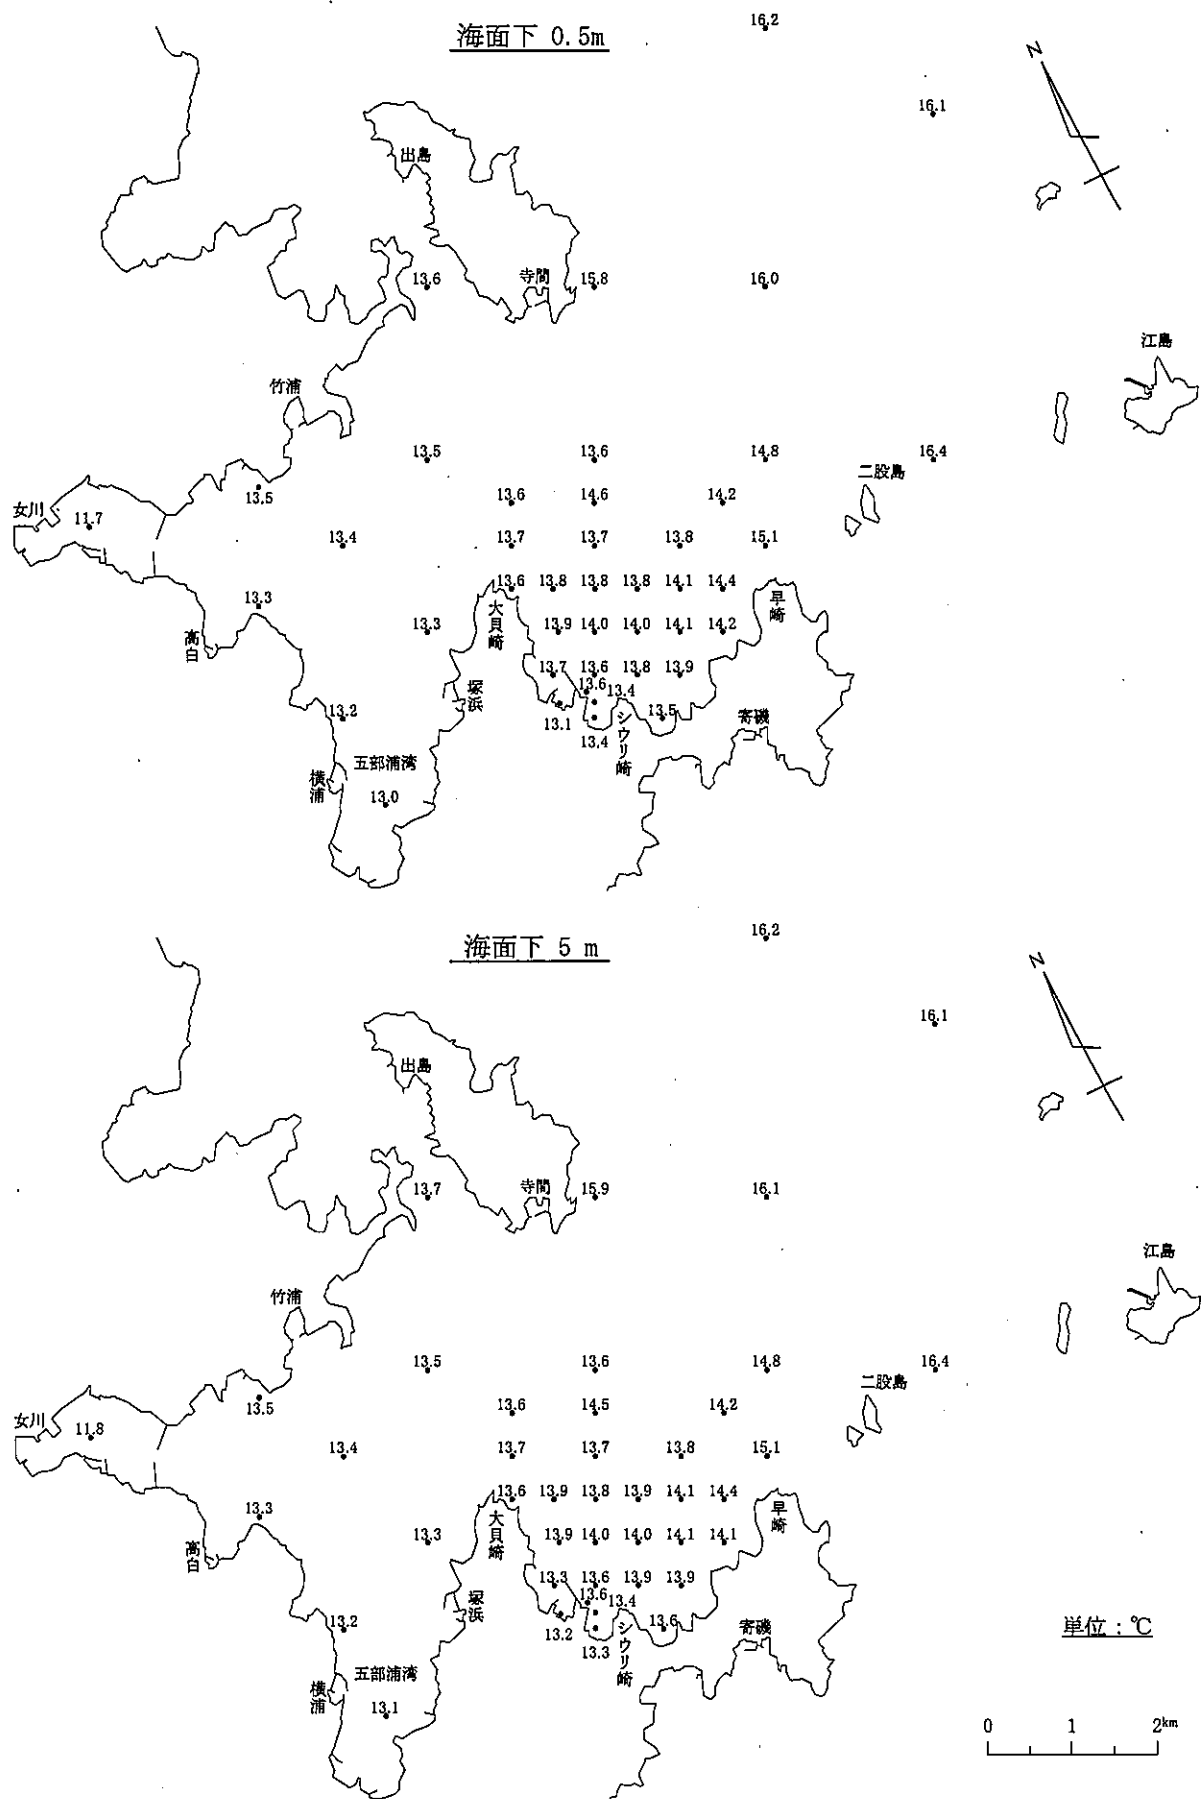 海面下 0.5m
16.2
N
16.1
出島
13.6
寺間
15.8
16.0
江島
竹浦
13.5
13.6
14.8
16.4
二股島
女川
11.7
13.5
13.6
14.6
14.2
13.4
13.7
13.7
13.8
15.1
13.6
13.8
13.8
13.8
14.1
14.4
13.3
高白
13.3
大貝崎
13.9
14.0
14.0
14.1
14.2
早崎
13.7
13.6
13.8
13.9
塚浜
13.6
13.4
13.1
13.4
シウリ崎
13.5
寄磯
13.2
五部浦湾
横浦
13.0
海面下 5 m
16.2
N
16.1
出島
13.7
寺間
15.9
16.1
江島
竹浦
13.5
13.6
14.8
16.4
二股島
女川
11.8
13.5
13.6
14.5
14.2
13.4
13.7
13.7
13.8
15.1
13.6
13.9
13.8
13.9
14.1
14.4
13.3
高白
13.3
大貝崎
13.9
14.0
14.0
14.1
14.1
早崎
13.3
13.6
13.9
13.9
塚浜
13.6
13.4
13.2
13.3
シウリ崎
13.6
寄磯
13.2
五部浦湾
横浦
13.1
単位：℃
0 1 2km